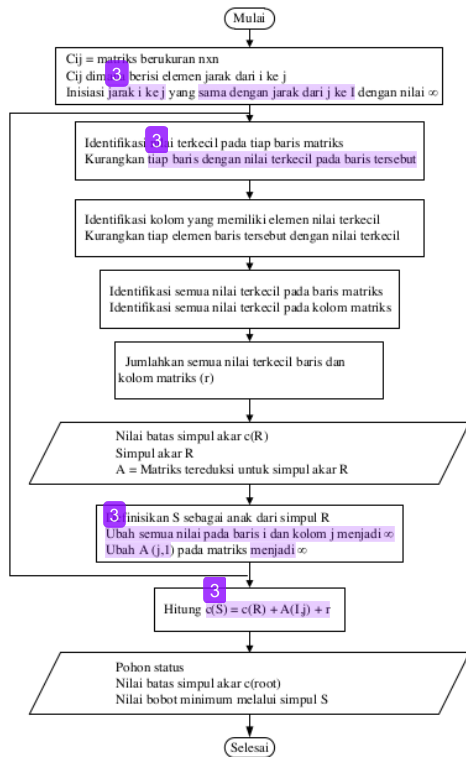 Mulai
Cij = matriks berukuran nxn
Cij berisi elemen jarak dari i ke j
Inisiasi jarak i ke j yang sama dengan jarak dari j ke I dengan nilai ∞
3
Identifikasi terkecil pada tiap baris matriks
Kurangkan tiap baris dengan nilai terkecil pada baris tersebut
3
Identifikasi kolom yang memiliki elemen nilai terkecil
Kurangkan tiap elemen baris tersebut dengan nilai terkecil
Identifikasi semua nilai terkecil pada baris matriks
Identifikasi semua nilai terkecil pada kolom matriks
Jumlahkan semua nilai terkecil baris dan
kolom matriks (r)
Nilai batas simpul akar c(R)
Simpul akar R
A = Matriks tereduksi untuk simpul akar R
3
S sebagai anak dari simpul R
Ubah semua nilai pada baris i dan kolom j menjadi ∞
Ubah A (j,1) pada matriks menjadi ∞
3
Hitung c(S) = c(R) + A(I,j) + r
Pohon status
Nilai batas simpul akar c(root)
Nilai bobot minimum melalui simpul S
Selesai